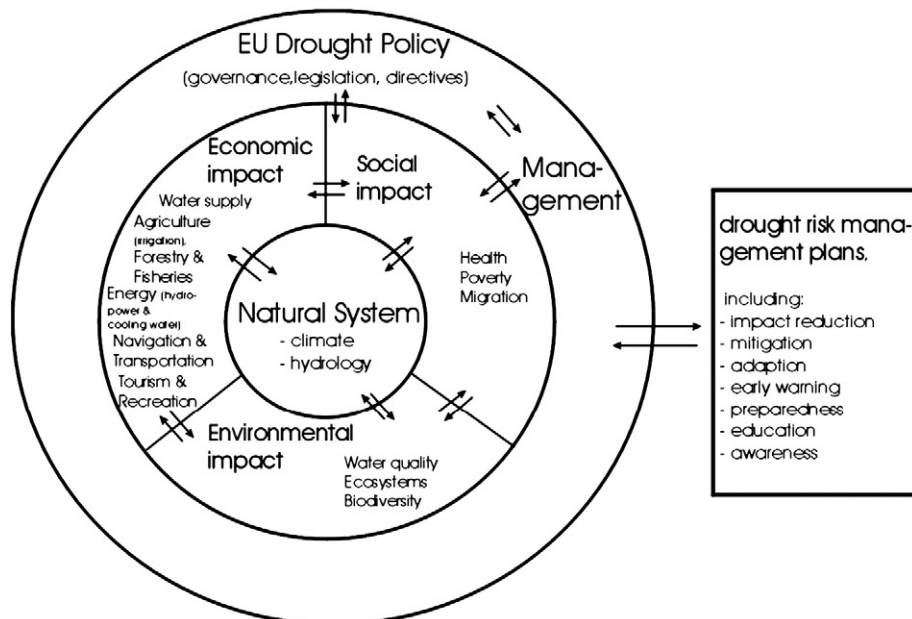 EU Drought Policy
(governance,legislation, directives)
Economic
impact
Water supply
Agriculture
(irrigation),
Forestry &
Fisheries
Energy (hydro-
power &
cooling water)
Navigation &
Transportation
Tourism &
Recreation
Social
impact
Health
Poverty
Migration
Mana-
gement
Natural System
- climate
- hydrology
Environmental
impact
Water quality
Ecosystems
Biodiversity
drought risk mana-
gement plans,
including:
- impact reduction
- mitigation
- adaption
- early warning
- preparedness
- education
- awareness